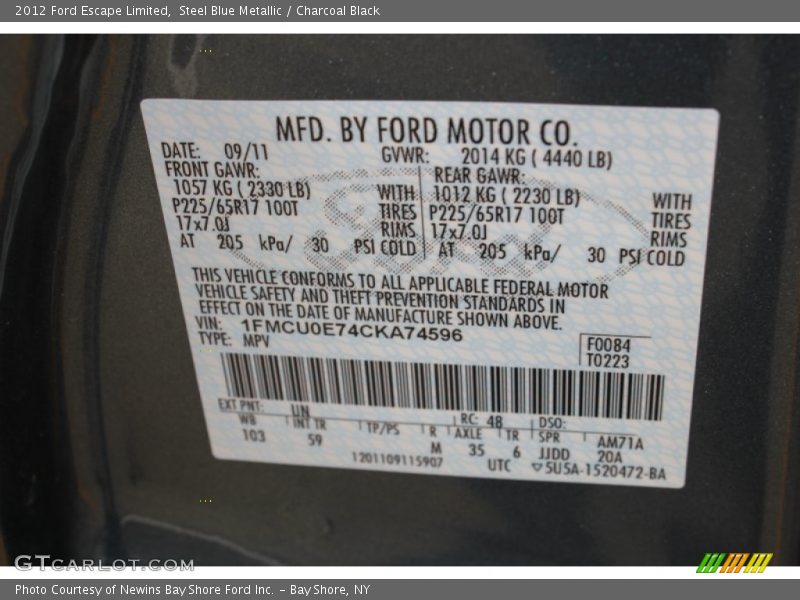 2012 Ford Escape Limited,  Steel Blue Metallic / Charcoal Black
MFD. BY FORD MOTOR CO.
DATE: 09/11 GVWR: 2014 KG ( 4440 LB)
FRONT GAWR: REAR GAWR:
1057 KG ( 2330 LB) WITH 1012 KG ( 2230 LB) WITH
P225/65R17 100T TIRES P225/65R17 100T TIRES
17x7.0J RIMS 17x7.0J RIMS
AT 205 kPa/ 30 PSI COLD AT 205 kPa/ 30 PSI COLD
THIS VEHICLE CONFORMS TO ALL APPLICABLE FEDERAL MOTOR
VEHICLE SAFETY AND THEFT PREVENTION STANDARDS IN
EFFECT ON THE DATE OF MANUFACTURE SHOWN ABOVE.
VIN: 1FMCU0E74CKA74596
TYPE: MPV
F0084
T0223
EXT PNT: UN RC: 48 DSO:
WB INT TR TP/PS R AXLE TR SPR AM71A
103 59 M 35 6 JJDD 20A
1201109115907 UTC ▽5U5A-1520472-BA
GTCARLOT.COM
Photo Courtesy of Newins Bay Shore Ford Inc. - Bay Shore, NY